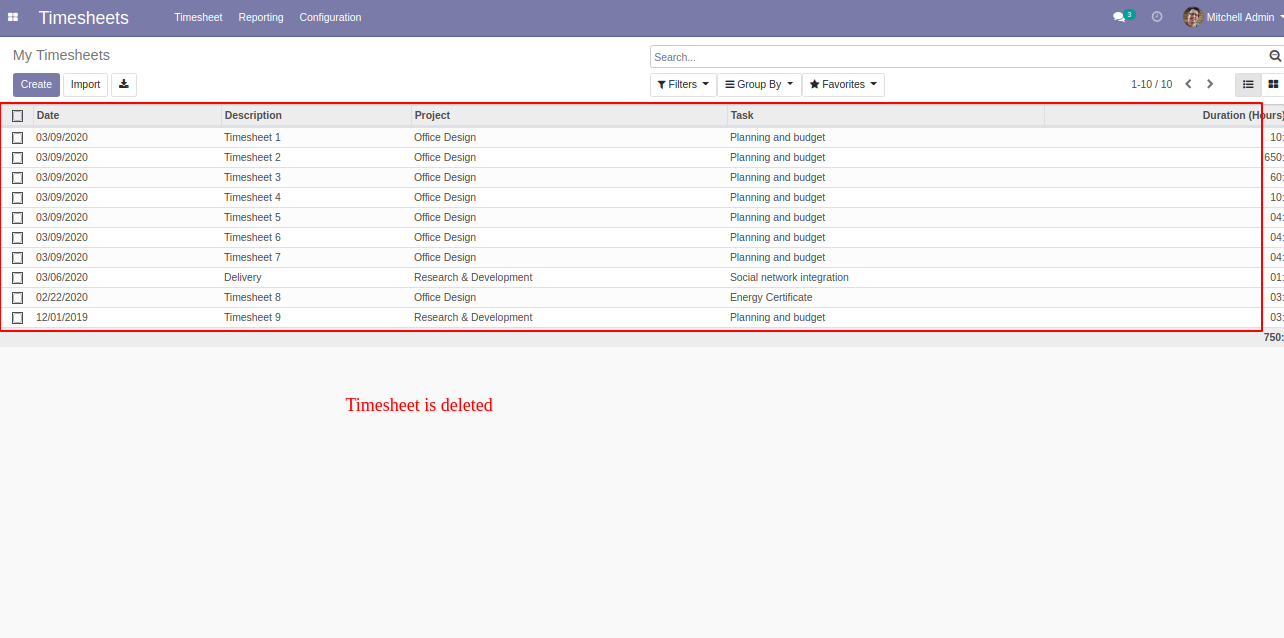 Timesheets Timesheet Reporting Configuration 3 Mitchell Admin
My Timesheets Search...
Create Import Filters Group By Favorites 1-10 / 10
Date Description Project Task Duration (Hours)
03/09/2020 Timesheet 1 Office Design Planning and budget 10:
03/09/2020 Timesheet 2 Office Design Planning and budget 650:
03/09/2020 Timesheet 3 Office Design Planning and budget 60:
03/09/2020 Timesheet 4 Office Design Planning and budget 10:
03/09/2020 Timesheet 5 Office Design Planning and budget 04:
03/09/2020 Timesheet 6 Office Design Planning and budget 04:
03/09/2020 Timesheet 7 Office Design Planning and budget 04:
03/06/2020 Delivery Research & Development Social network integration 01:
02/22/2020 Timesheet 8 Office Design Energy Certificate 03:
12/01/2019 Timesheet 9 Research & Development Planning and budget 03:
750:
Timesheet is deleted